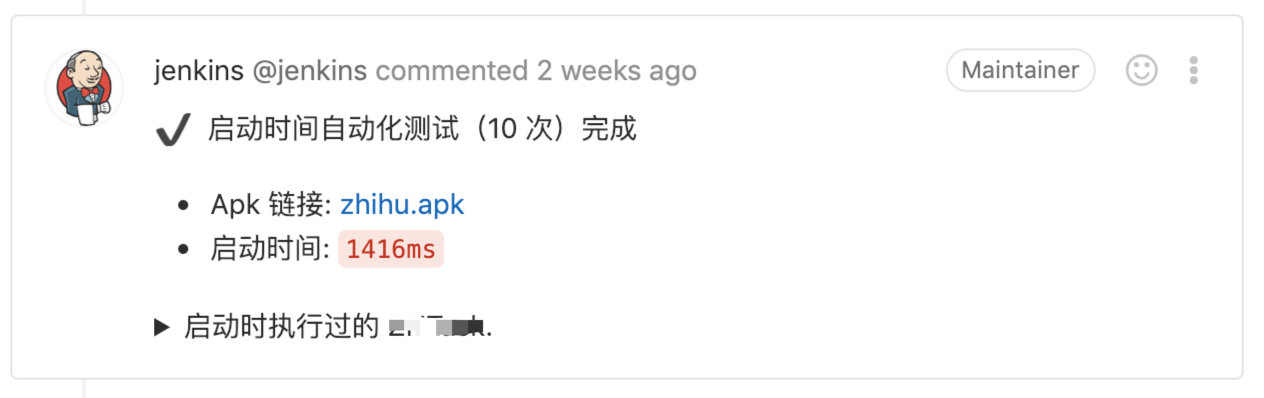 jenkins @jenkins commented 2 weeks ago Maintainer
✔ 启动时间自动化测试（10 次）完成
• Apk 链接: zhihu.apk
• 启动时间: 1416ms
▶ 启动时执行过的